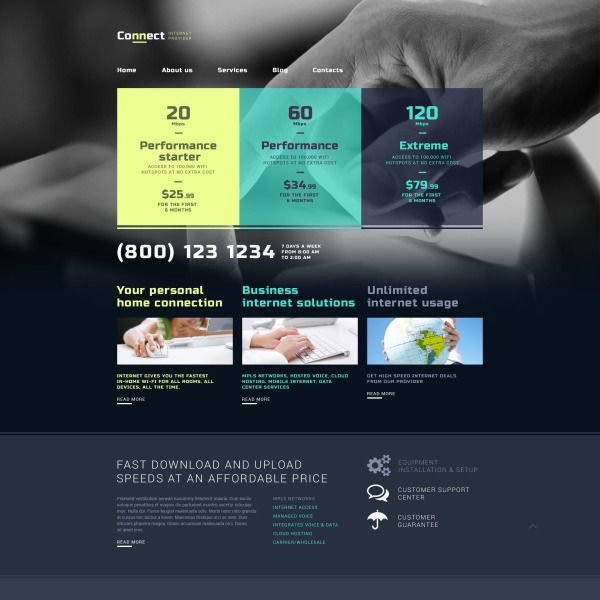 Connect INTERNET
PROVIDER
Home About us Services Blog Contacts
20
Mbps
Performance
starter
ACCESS TO 100,000 WIFI
HOTSPOTS AT NO EXTRA COST
$25.99
FOR THE FIRST
6 MONTHS
60
Mbps
Performance
ACCESS TO 100,000 WIFI
HOTSPOTS AT NO EXTRA COST
$34.99
FOR THE FIRST
6 MONTHS
120
Mbps
Extreme
ACCESS TO 100,000 WIFI
HOTSPOTS AT NO EXTRA COST
$79.99
FOR THE FIRST
6 MONTHS
(800) 123 1234
7 DAYS A WEEK
FROM 8:00 AM
TO 2:00 AM
Your personal
home connection
INTERNET GIVES YOU THE FASTEST
IN-HOME WI-FI FOR ALL ROOMS, ALL
DEVICES, ALL THE TIME.
READ MORE
Business
internet solutions
MPLS NETWORKS, HOSTED VOICE, CLOUD
HOSTING, MOBILE INTERNET, DATA
CENTER SERVICES
READ MORE
Unlimited
internet usage
GET HIGH SPEED INTERNET DEALS
FROM OUR PROVIDER
READ MORE
FAST DOWNLOAD AND UPLOAD
SPEEDS AT AN AFFORDABLE PRICE
READ MORE
MPLS NETWORKS
INTERNET ACCESS
MANAGED VOICE
INTEGRATED VOICE & DATA
CLOUD HOSTING
CARRIER/WHOLESALE
EQUIPMENT
INSTALLATION & SETUP
CUSTOMER SUPPORT
CENTER
CUSTOMER
GUARANTEE